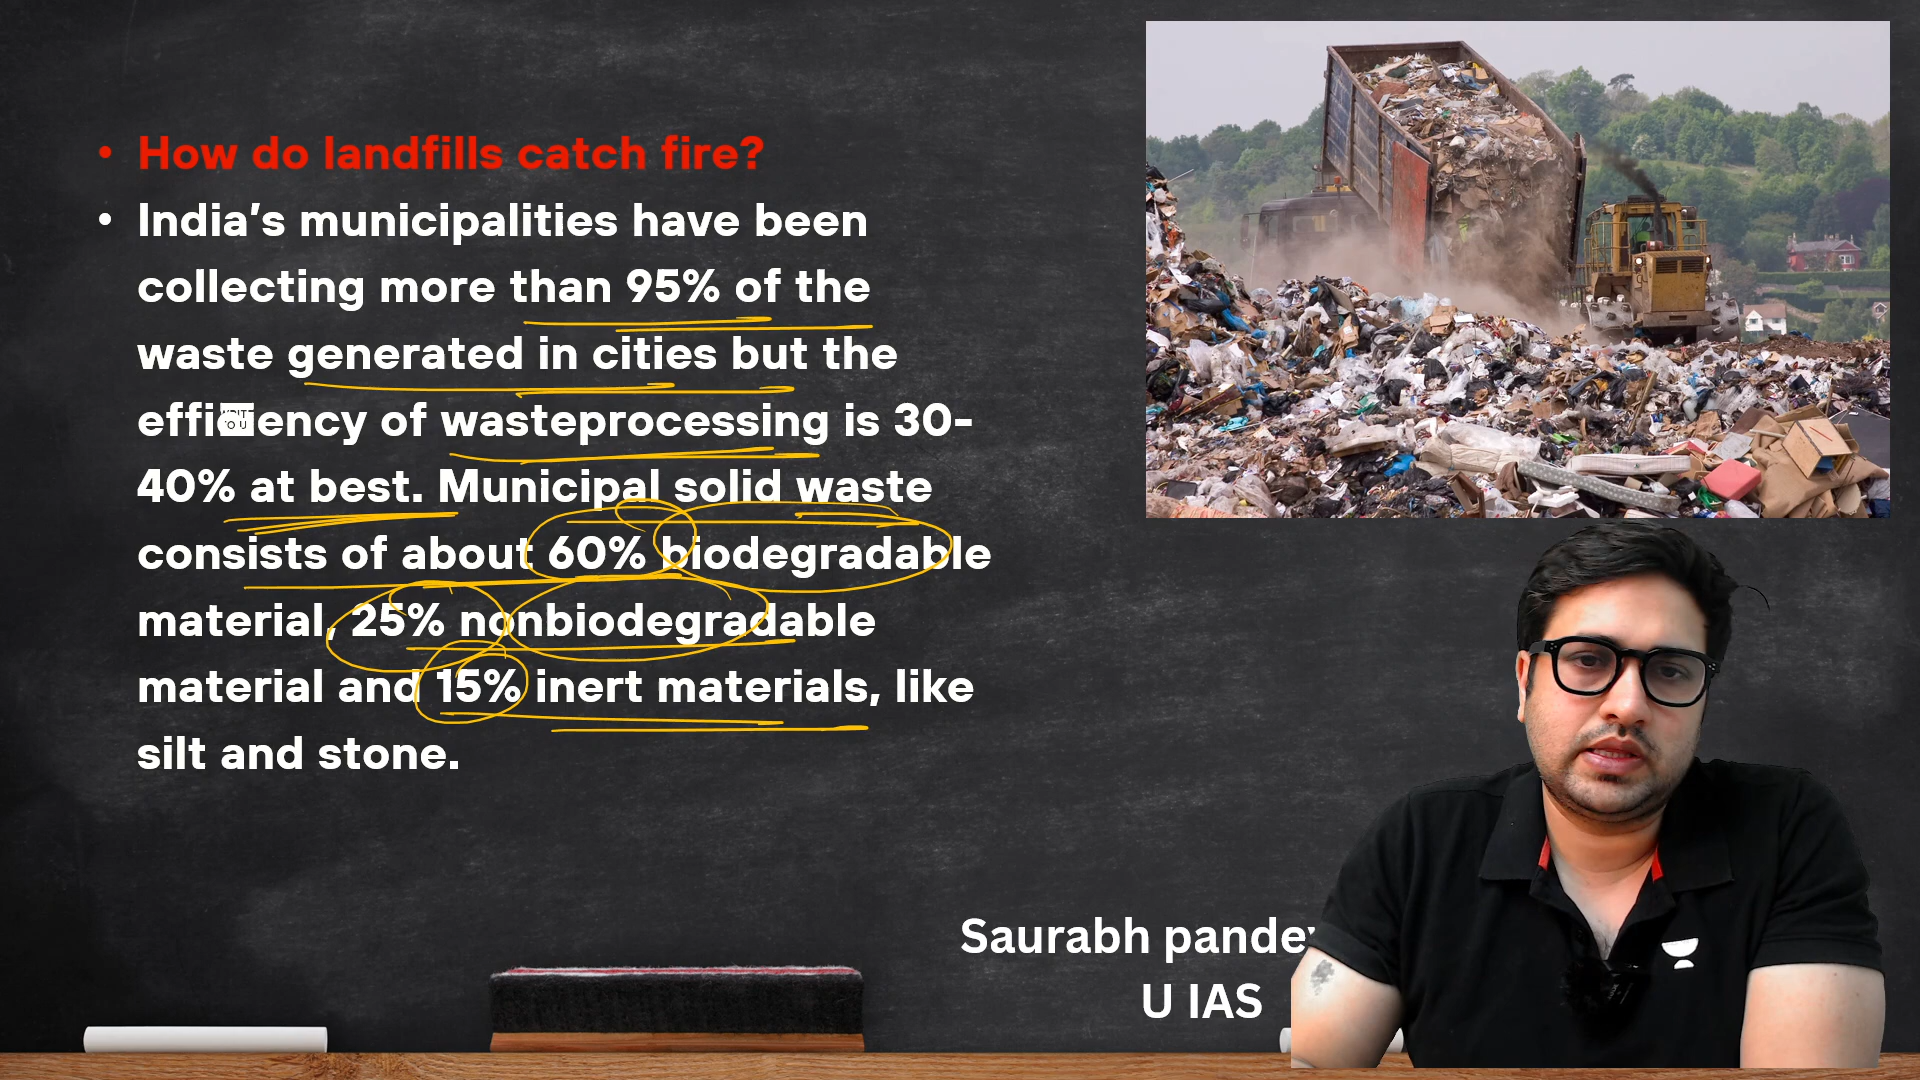 • How do landfills catch fire?
• India’s municipalities have been
collecting more than 95% of the
waste generated in cities but the
efficiency of wasteprocessing is 30-
40% at best. Municipal solid waste
consists of about 60% biodegradable
material, 25% nonbiodegradable
material and 15% inert materials, like
silt and stone.
Saurabh pandey
U IAS